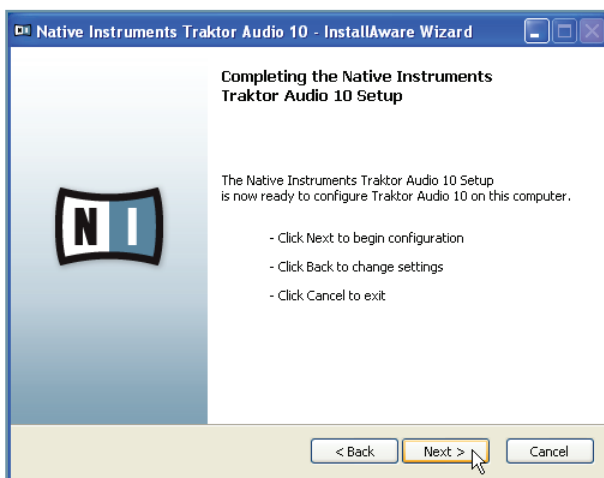 Native Instruments Traktor Audio 10 - InstallAware Wizard
Completing the Native Instruments
Traktor Audio 10 Setup
The Native Instruments Traktor Audio 10 Setup
is now ready to configure Traktor Audio 10 on this computer.
- Click Next to begin configuration
- Click Back to change settings
- Click Cancel to exit
N I
< Back Next > Cancel